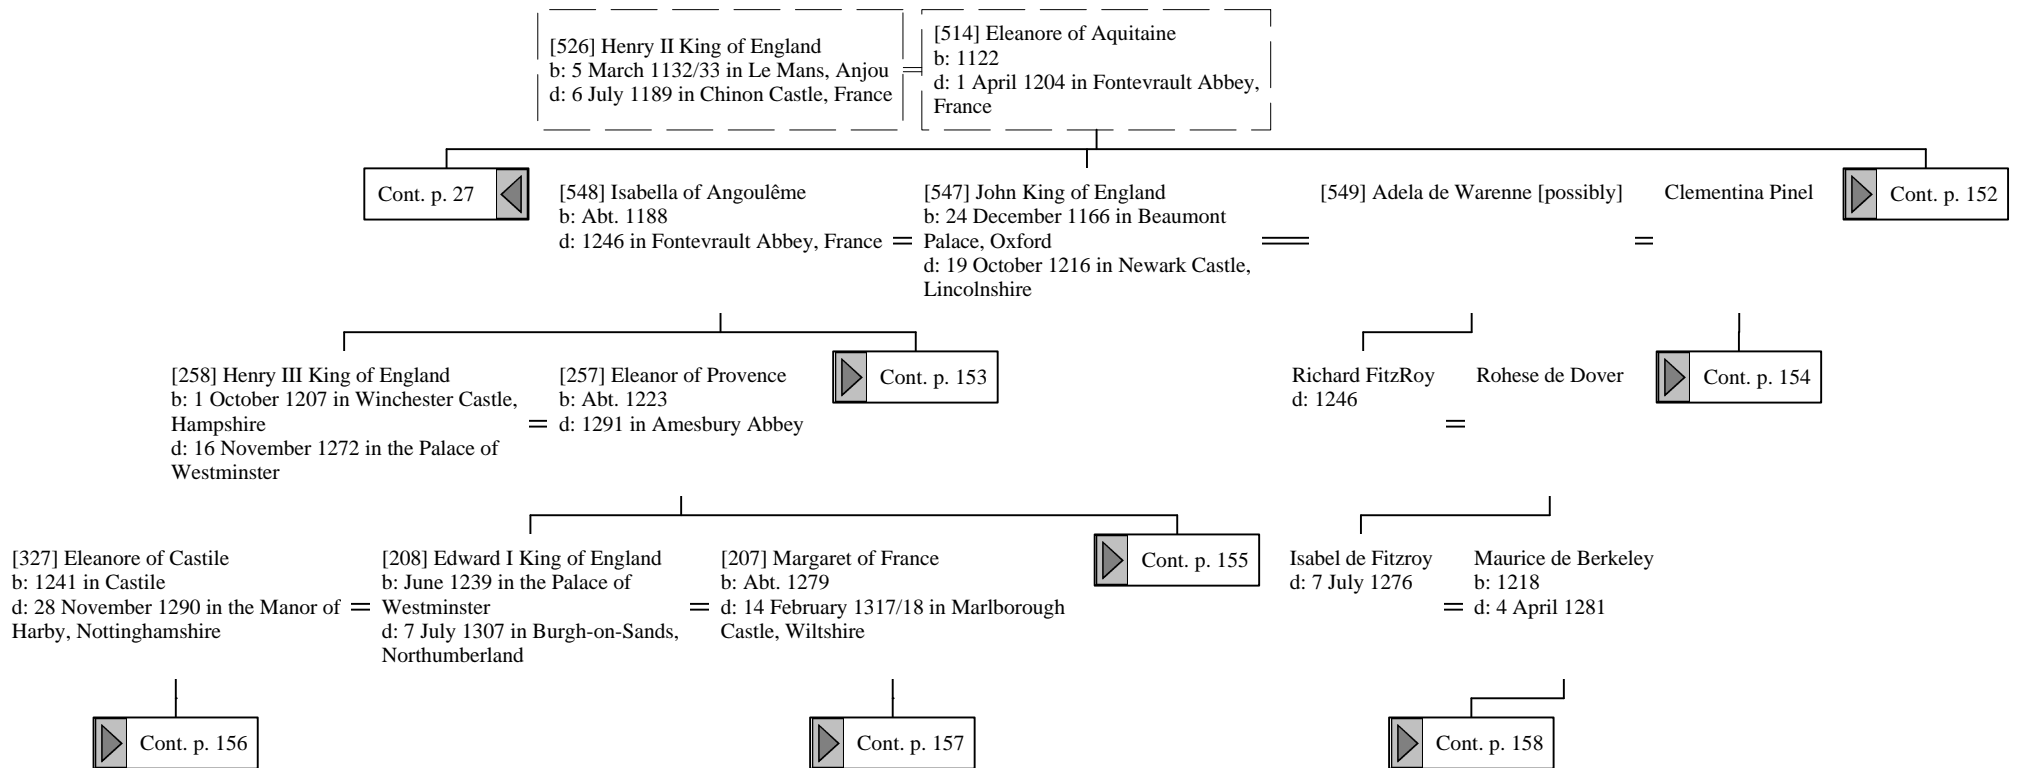 [526] Henry II King of England
b: 5 March 1132/33 in Le Mans, Anjou
d: 6 July 1189 in Chinon Castle, France
[514] Eleanore of Aquitaine
b: 1122
d: 1 April 1204 in Fontevrault Abbey,
France
Cont. p. 27
[548] Isabella of Angoulême
b: Abt. 1188
d: 1246 in Fontevrault Abbey, France
=
[547] John King of England
b: 24 December 1166 in Beaumont
Palace, Oxford
d: 19 October 1216 in Newark Castle,
Lincolnshire
[549] Adela de Warenne [possibly]
=
Clementina Pinel
Cont. p. 152
[258] Henry III King of England
b: 1 October 1207 in Winchester Castle,
Hampshire
d: 16 November 1272 in the Palace of
Westminster
=
[257] Eleanor of Provence
b: Abt. 1223
d: 1291 in Amesbury Abbey
Cont. p. 153
Richard FitzRoy
d: 1246
=
Rohese de Dover
Cont. p. 154
[327] Eleanore of Castile
b: 1241 in Castile
d: 28 November 1290 in the Manor of
Harby, Nottinghamshire
=
[208] Edward I King of England
b: June 1239 in the Palace of
Westminster
d: 7 July 1307 in Burgh-on-Sands,
Northumberland
=
[207] Margaret of France
b: Abt. 1279
d: 14 February 1317/18 in Marlborough
Castle, Wiltshire
Cont. p. 155
Isabel de Fitzroy
d: 7 July 1276
=
Maurice de Berkeley
b: 1218
d: 4 April 1281
Cont. p. 156
Cont. p. 157
Cont. p. 158